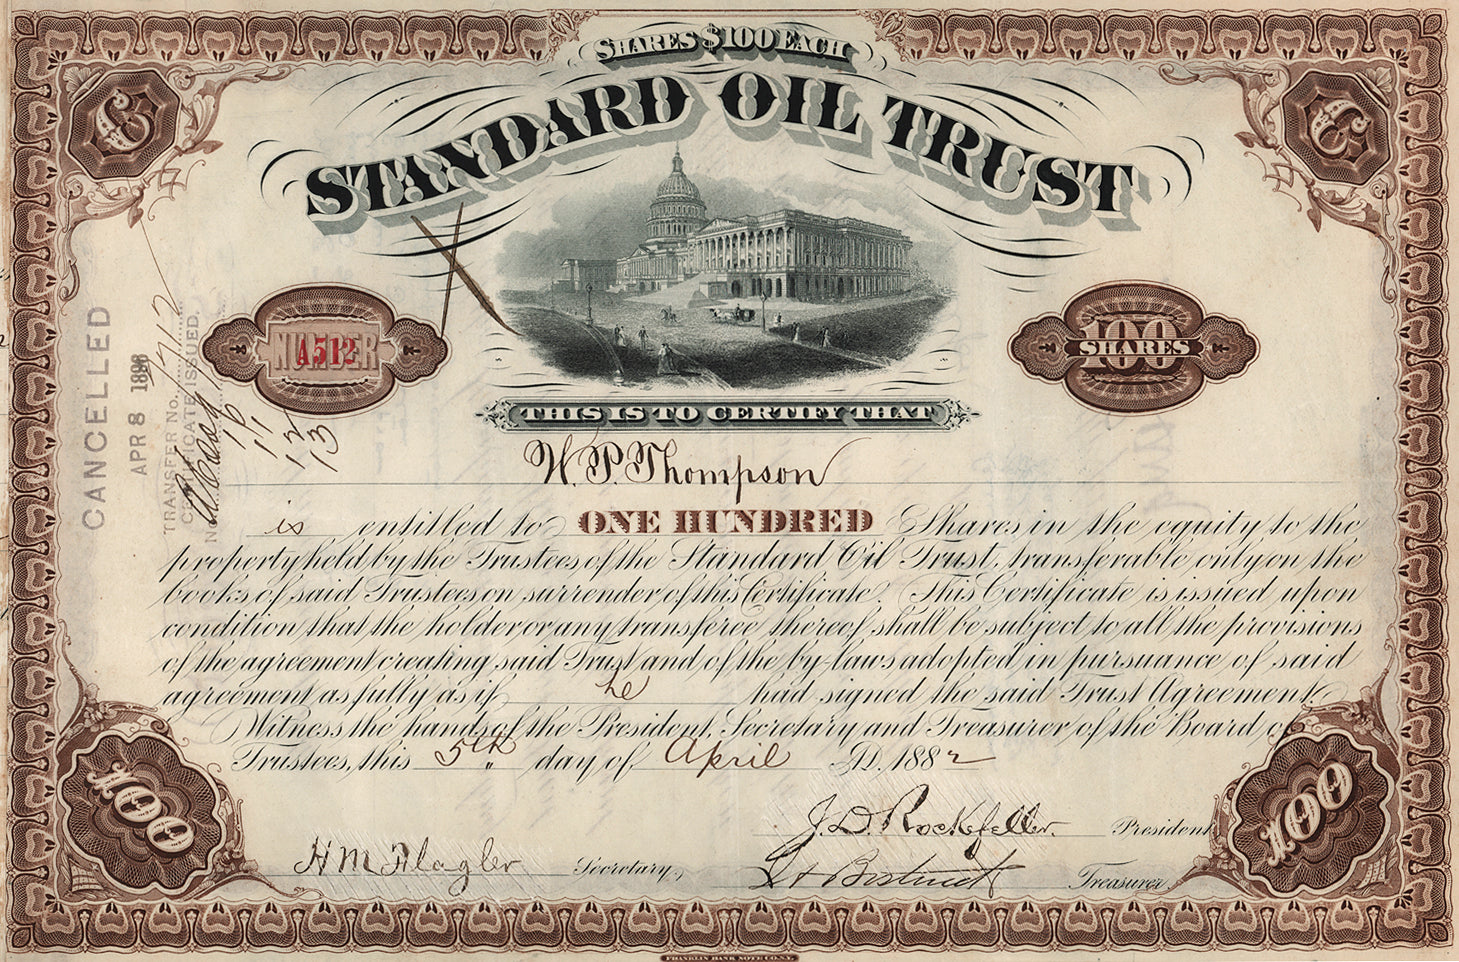 SHARES $100 EACH
STANDARD OIL TRUST
C
C
NUMBER
A512
100
SHARES
THIS IS TO CERTIFY THAT
W. P. Thompson
is entitled to ONE HUNDRED Shares in the equity to the
property held by the Trustees of the Standard Oil Trust, transferable only on the
books of said Trustees on surrender of this Certificate. This Certificate is issued upon
condition that the holder or any transferee thereof shall be subject to all the provisions
of the agreement creating said Trust and of the by-laws adopted in pursuance of said
agreement as fully as if he had signed the said Trust Agreement.
Witness the hands of the President, Secretary and Treasurer of the Board of
Trustees, this 5th day of April A.D. 1882
J. D. Rockefeller. President
H M Flagler Secretary,
Treasurer
100
100
CANCELLED
APR 8
TRANSFER No.
CERTIFICATE ISSUED.
FRANKLIN BANK NOTE CO. N.Y.